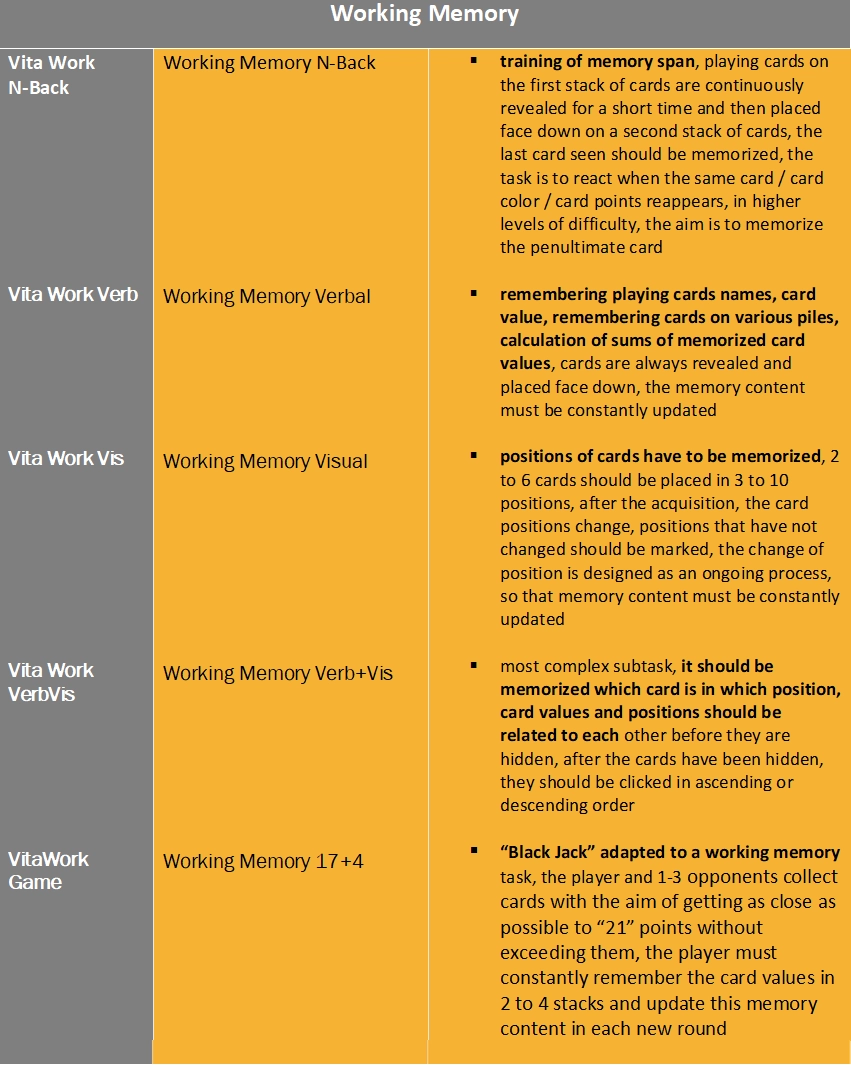 Working Memory
Vita Work
N-Back
Working Memory N-Back
▪ training of memory span, playing cards on
the first stack of cards are continuously
revealed for a short time and then placed
face down on a second stack of cards, the
last card seen should be memorized, the
task is to react when the same card / card
color / card points reappears, in higher
levels of difficulty, the aim is to memorize
the penultimate card
Vita Work Verb
Working Memory Verbal
▪ remembering playing cards names, card
value, remembering cards on various piles,
calculation of sums of memorized card
values, cards are always revealed and
placed face down, the memory content
must be constantly updated
Vita Work Vis
Working Memory Visual
▪ positions of cards have to be memorized, 2
to 6 cards should be placed in 3 to 10
positions, after the acquisition, the card
positions change, positions that have not
changed should be marked, the change of
position is designed as an ongoing process,
so that memory content must be constantly
updated
Vita Work
VerbVis
Working Memory Verb+Vis
▪ most complex subtask, it should be
memorized which card is in which position,
card values and positions should be
related to each other before they are
hidden, after the cards have been hidden,
they should be clicked in ascending or
descending order
VitaWork
Game
Working Memory 17+4
▪ “Black Jack” adapted to a working memory
task, the player and 1-3 opponents collect
cards with the aim of getting as close as
possible to “21” points without
exceeding them, the player must
constantly remember the card values in
2 to 4 stacks and update this memory
content in each new round